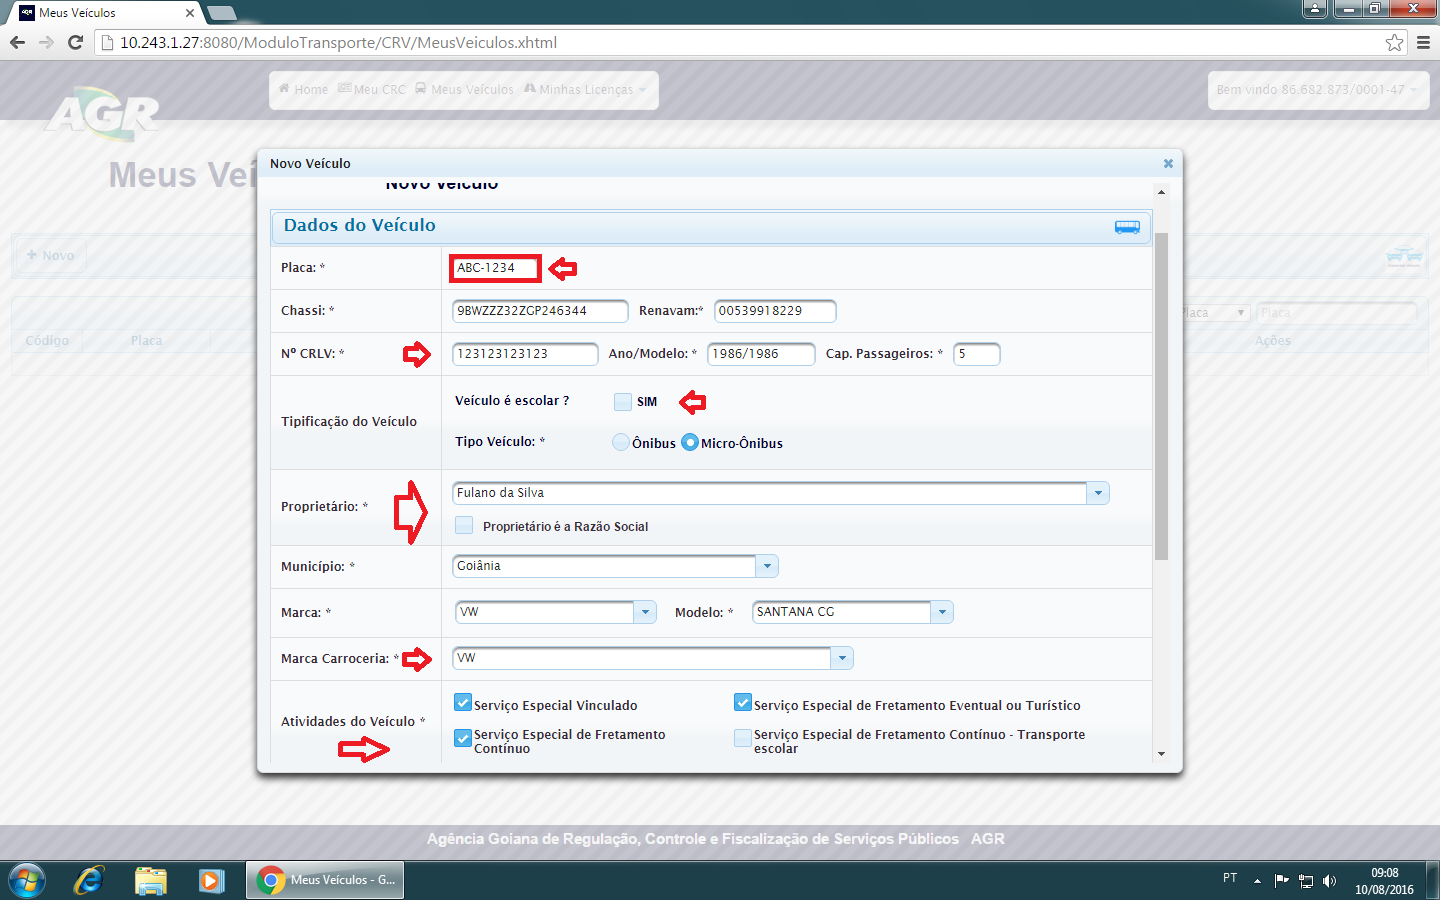 AGR Meus Veículos
10.243.1.27:8080/ModuloTransporte/CRV/MeusVeiculos.xhtml
AGR
Home Meu CRC Meus Veículos Minhas Licenças
Bem vindo 86.682.873/0001-47
Meus Veí
Novo Veículo
Novo Veículo
Dados do Veículo
+ Novo
Placa: * ABC-1234
Chassi: * 9BWZZZ32ZGP246344 Renavam:* 00539918229
Placa Placa
Código Placa Ações
Nº CRLV: * 123123123123 Ano/Modelo: * 1986/1986 Cap. Passageiros: * 5
Tipificação do Veículo
Veículo é escolar ? SIM
Tipo Veículo: * Ônibus Micro-Ônibus
Proprietário: * Fulano da Silva
Proprietário é a Razão Social
Município: * Goiânia
Marca: * VW Modelo: * SANTANA CG
Marca Carroceria: * VW
Atividades do Veículo *
Serviço Especial Vinculado
Serviço Especial de Fretamento Eventual ou Turístico
Serviço Especial de Fretamento
Contínuo
Serviço Especial de Fretamento Contínuo - Transporte
escolar
Agência Goiana de Regulação, Controle e Fiscalização de Serviços Públicos AGR
Meus Veículos - G...
PT
09:08
10/08/2016